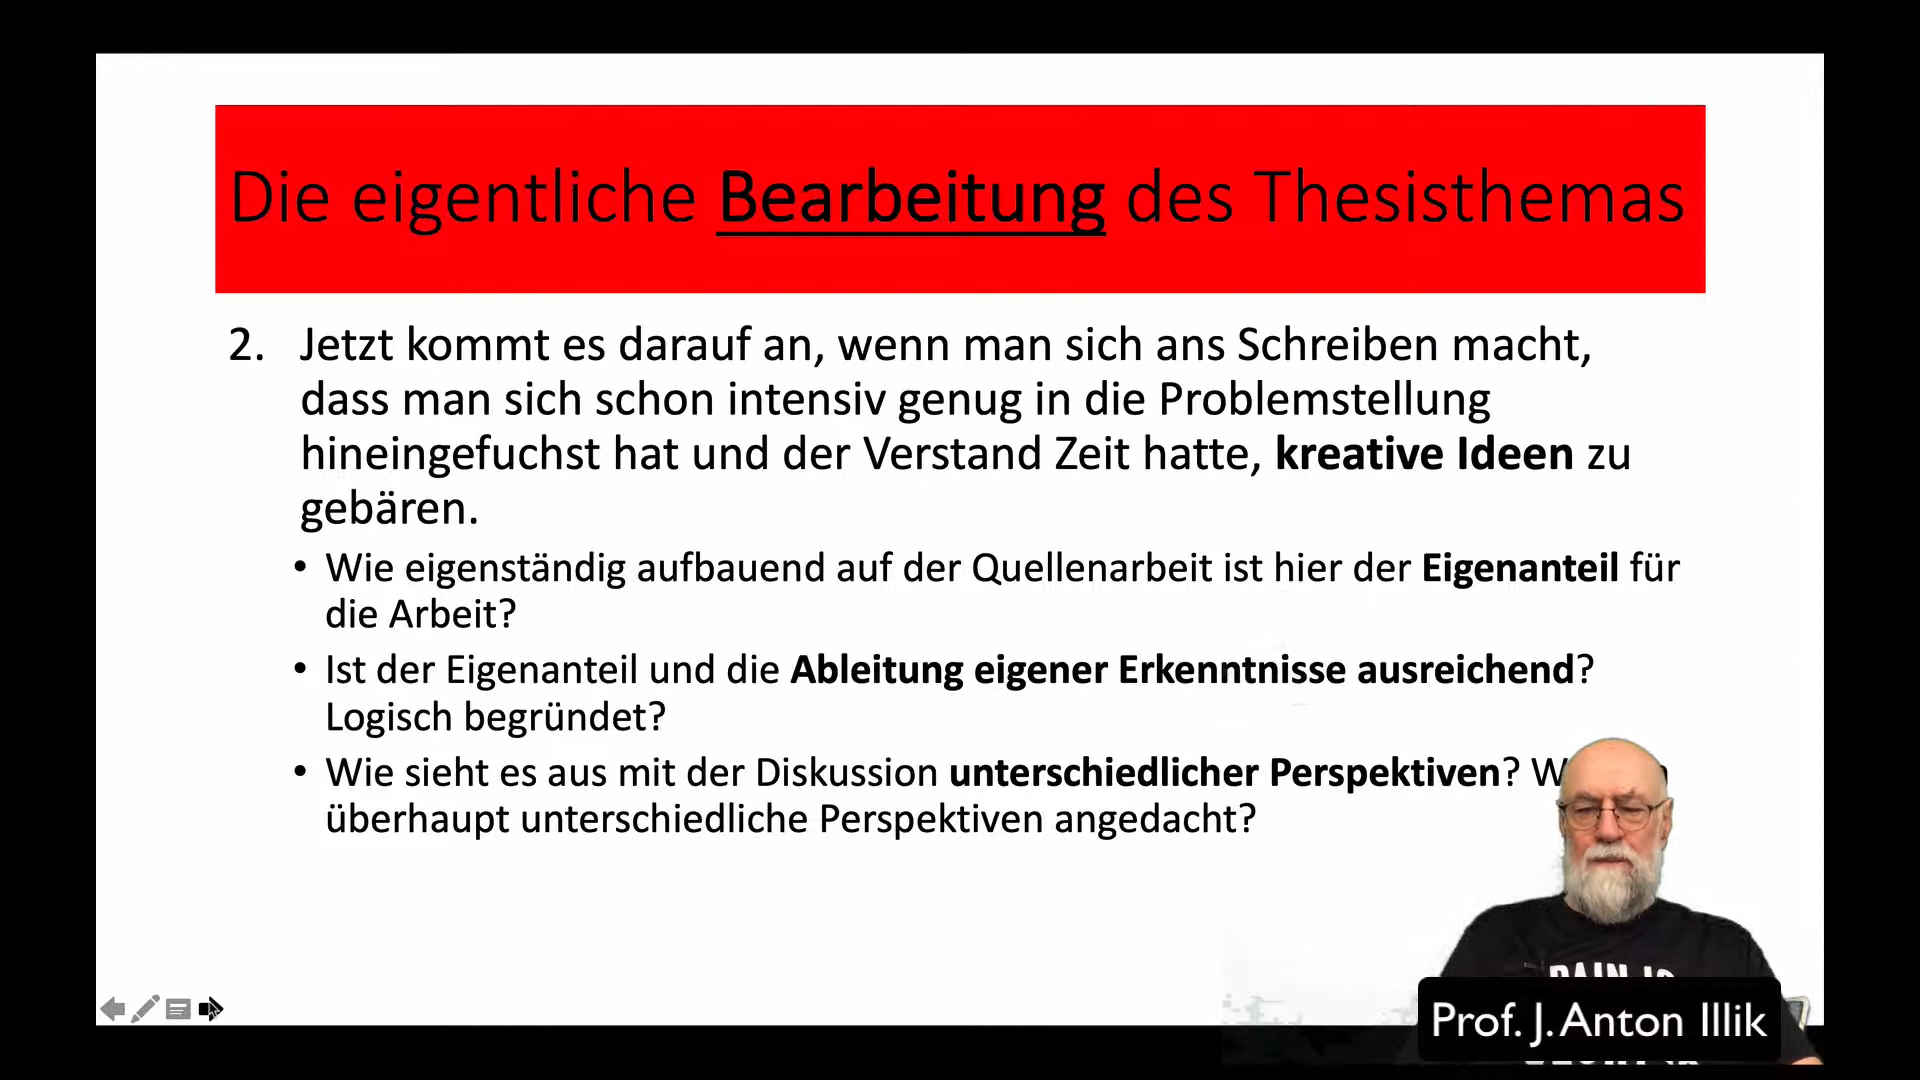 Die eigentliche Bearbeitung des Thesisthemas
2. Jetzt kommt es darauf an, wenn man sich ans Schreiben macht,
dass man sich schon intensiv genug in die Problemstellung
hineingefuchst hat und der Verstand Zeit hatte, kreative Ideen zu
gebären.
• Wie eigenständig aufbauend auf der Quellenarbeit ist hier der Eigenanteil für
die Arbeit?
• Ist der Eigenanteil und die Ableitung eigener Erkenntnisse ausreichend?
Logisch begründet?
• Wie sieht es aus mit der Diskussion unterschiedlicher Perspektiven?
überhaupt unterschiedliche Perspektiven angedacht?
PAIN IS
Prof. J. Anton Illik